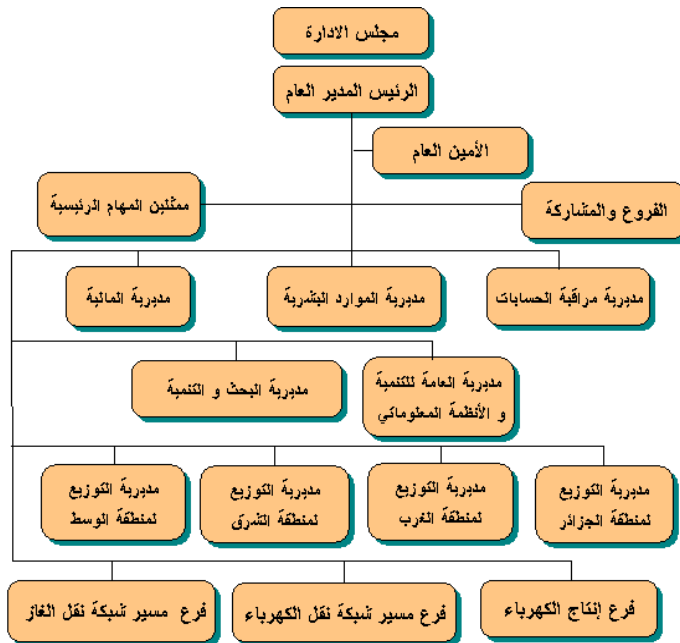 مجلس الادارة
الرئيس المدير العام
الأمين العام
الفروع والمشاركة
ممثلين المهام الرئيسية
مديرية مراقبة الحسابات
مديرية الموارد البشرية
مديرية المالية
مديرية العامة للتنمية
و الأنظمة المعلوماتي
مديرية البحث و التنمية
مديرية التوزيع
لمنطقة الجزائر
مديرية التوزيع
لمنطقة الغرب
مديرية التوزيع
لمنطقة الشرق
مديرية التوزيع
لمنطقة الوسط
فرع إنتاج الكهرباء
فرع مسير شبكة نقل الكهرباء
فرع مسير شبكة نقل الغاز